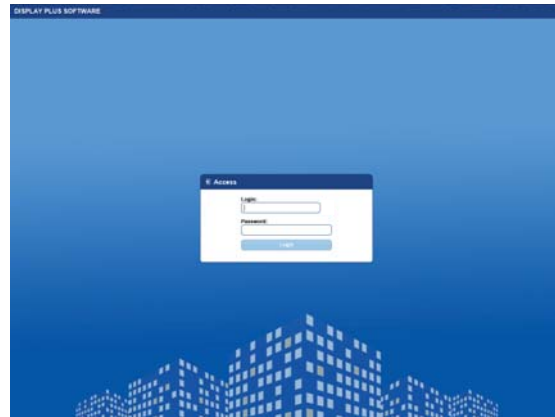 DISPLAY PLUS SOFTWARE
Access
Login:
Password:
Login